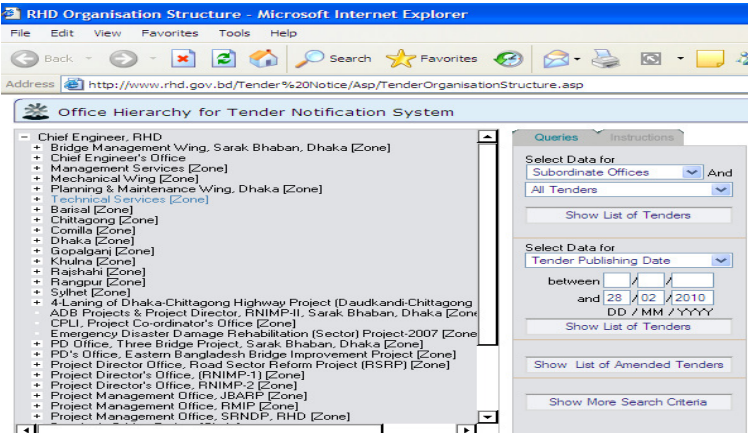 RHD Organisation Structure - Microsoft Internet Explorer
File Edit View Favorites Tools Help
Back Search Favorites
Address http://www.rhd.gov.bd/Tender%20Notice/Asp/TenderOrganisationStructure.asp
Office Hierarchy for Tender Notification System
Chief Engineer, RHD
Bridge Management Wing, Sarak Bhaban, Dhaka [Zone]
Chief Engineer's Office
Management Services [Zone]
Mechanical Wing [Zone]
Planning & Maintenance Wing, Dhaka [Zone]
Technical Services [Zone]
Barisal [Zone]
Chittagong [Zone]
Comilla [Zone]
Dhaka [Zone]
Gopalganj [Zone]
Khulna [Zone]
Rajshahi [Zone]
Rangpur [Zone]
Sylhet [Zone]
4-Laning of Dhaka-Chittagong Highway Project (Daudkandi-Chittagong
ADB Projects & Project Director, RNIMP-II, Sarak Bhaban, Dhaka [Zone
CPLI, Project Co-ordinator's Office [Zone]
Emergency Disaster Damage Rehabilitation (Sector) Project-2007 [Zone
PD Office, Three Bridge Project, Sarak Bhaban, Dhaka [Zone]
PD's Office, Eastern Bangladesh Bridge Improvement Project [Zone]
Project Director Office, Road Sector Reform Project (RSRP) [Zone]
Project Director's Office, (RNIMP-1) [Zone]
Project Director's Office, RNIMP-2 [Zone]
Project Management Office, JBARP [Zone]
Project Management Office, RMIP [Zone]
Project Management Office, SRNDP, RHD [Zone]
Queries Instructions
Select Data for
Subordinate Offices And
All Tenders
Show List of Tenders
Select Data for
Tender Publishing Date
between / /
and 28 / 02 / 2010
DD / MM / YYYY
Show List of Tenders
Show List of Amended Tenders
Show More Search Criteria